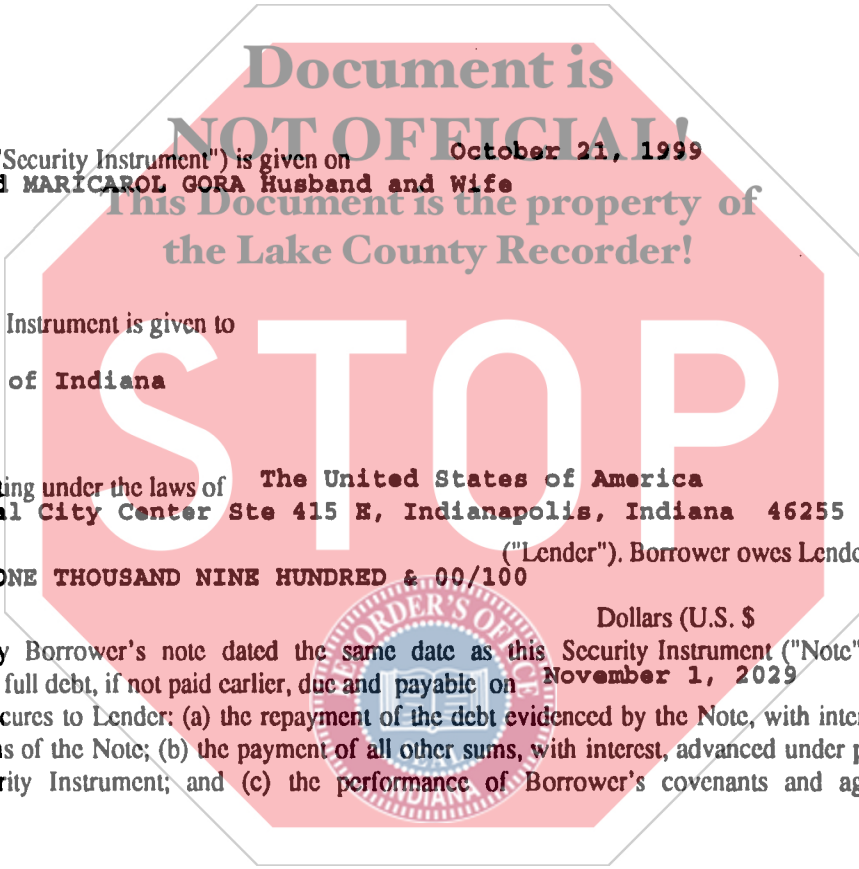 Document is
NOT OFFICIAL!
"Security Instrument") is given on October 21, 1999
MARICAROL GORA Husband and Wife
This Document is the property of
the Lake County Recorder!
Instrument is given to
of Indiana
STOP
ting under the laws of The United States of America
al City Center Ste 415 E, Indianapolis, Indiana 46255
("Lender"). Borrower owes Lende
ONE THOUSAND NINE HUNDRED & 00/100
Dollars (U.S. $
y Borrower's note dated the same date as this Security Instrument ("Note"
full debt, if not paid earlier, due and payable on November 1, 2029
cures to Lender: (a) the repayment of the debt evidenced by the Note, with inter
s of the Note; (b) the payment of all other sums, with interest, advanced under p
rity Instrument; and (c) the performance of Borrower's covenants and ag
RECORDER'S OFFICE
SEAL
INDIANA